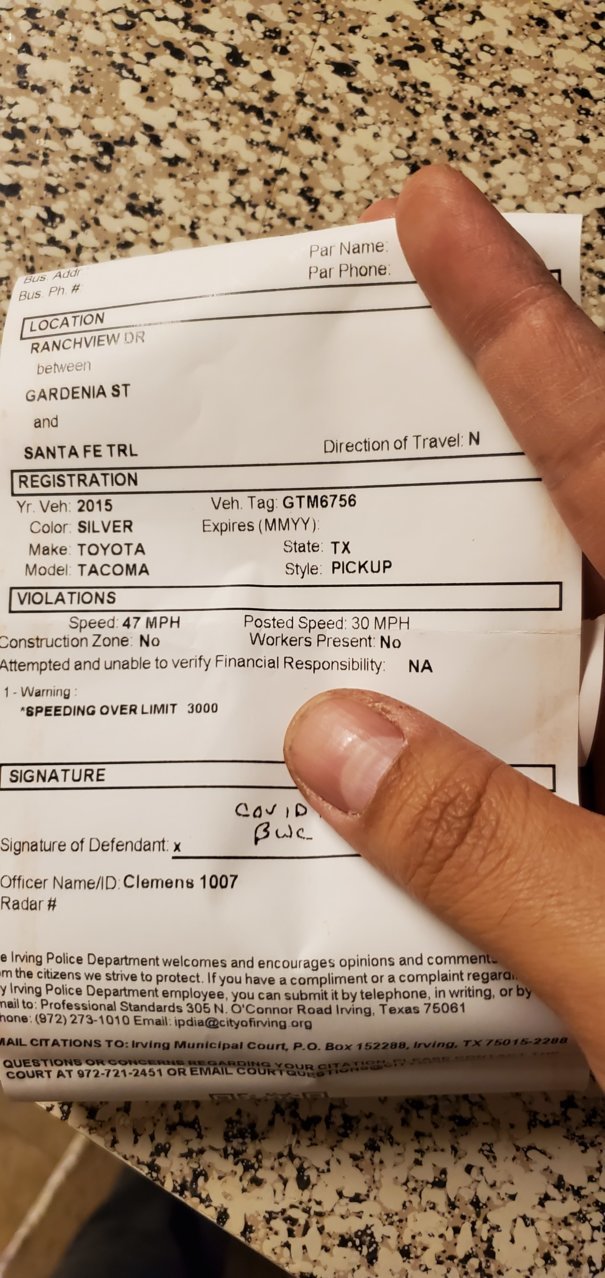 Par Name:
Bus. Addr
Par Phone:
Bus. Ph. #
LOCATION
RANCHVIEW DR
between
GARDENIA ST
and
SANTA FE TRL Direction of Travel: N
REGISTRATION
Yr. Veh: 2015 Veh. Tag: GTM6756
Color: SILVER Expires (MMYY):
Make: TOYOTA State: TX
Model: TACOMA Style: PICKUP
VIOLATIONS
Speed: 47 MPH Posted Speed: 30 MPH
Construction Zone: No Workers Present: No
Attempted and unable to verify Financial Responsibility: NA
1 - Warning :
*SPEEDING OVER LIMIT 3000
SIGNATURE
COVID
BWC
Signature of Defendant: x
Officer Name/ID: Clemens 1007
Radar #
e Irving Police Department welcomes and encourages opinions and comments
om the citizens we strive to protect. If you have a compliment or a complaint regardi
y Irving Police Department employee, you can submit it by telephone, in writing, or by
mail to: Professional Standards 305 N. O'Connor Road Irving, Texas 75061
hone: (972) 273-1010 Email: ipdia@cityofirving.org
MAIL CITATIONS TO: Irving Municipal Court, P.O. Box 152288, Irving, TX 75015-2288
QUESTIONS OR CONCERNS REGARDING YOUR CITATION, PLEASE CONTACT THE
COURT AT 972-721-2451 OR EMAIL COURTQUESTIONS@CI